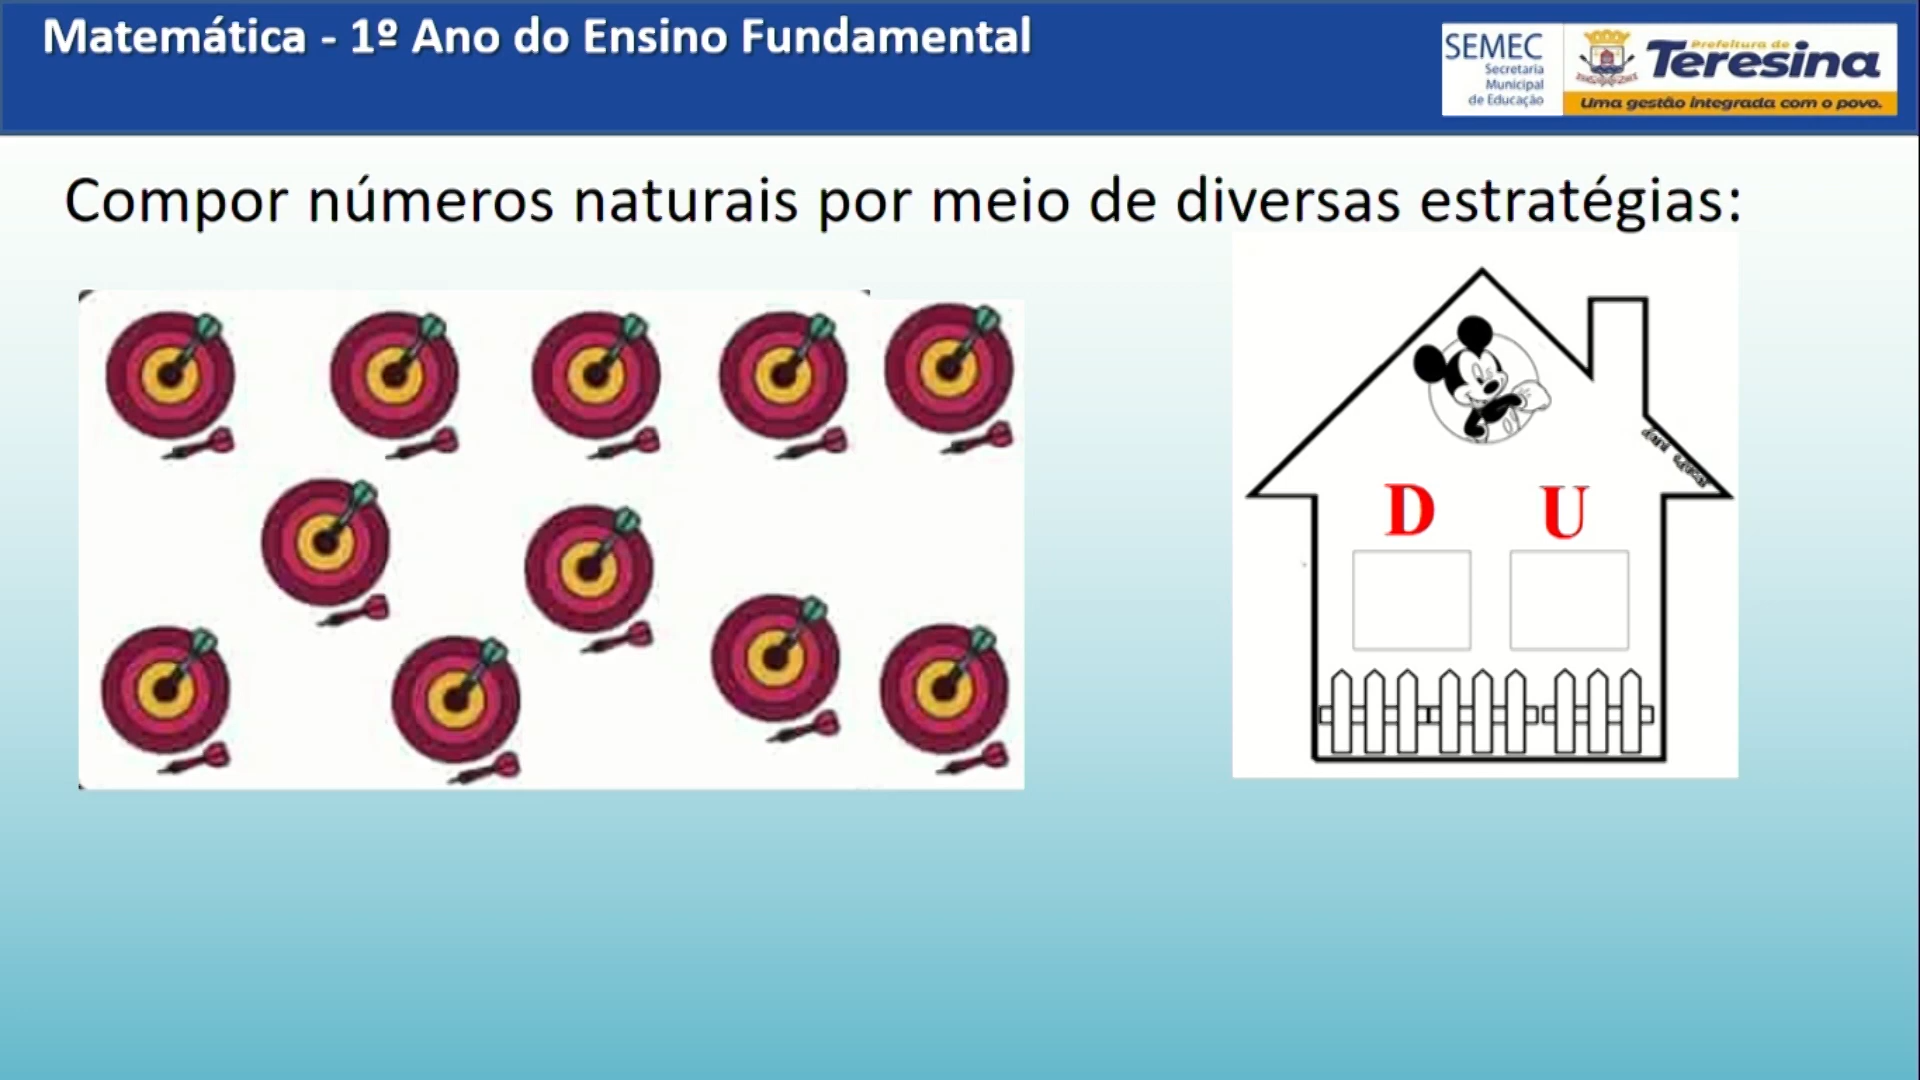 Matemática - 1º Ano do Ensino Fundamental
SEMEC
Secretaria
Municipal
de Educação
Prefeitura de
Teresina
Uma gestão integrada com o povo.
Compor números naturais por meio de diversas estratégias:
D U